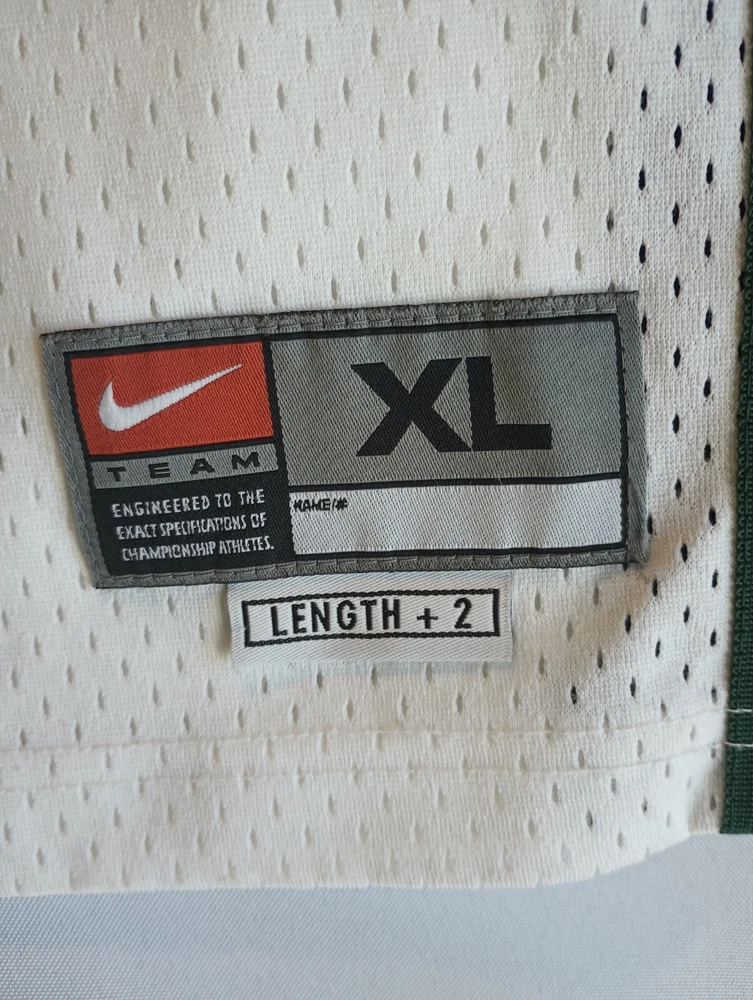 XL
TEAM
NAME/#
ENGINEERED TO THE
EXACT SPECIFICATIONS OF
CHAMPIONSHIP ATHLETES.
LENGTH + 2